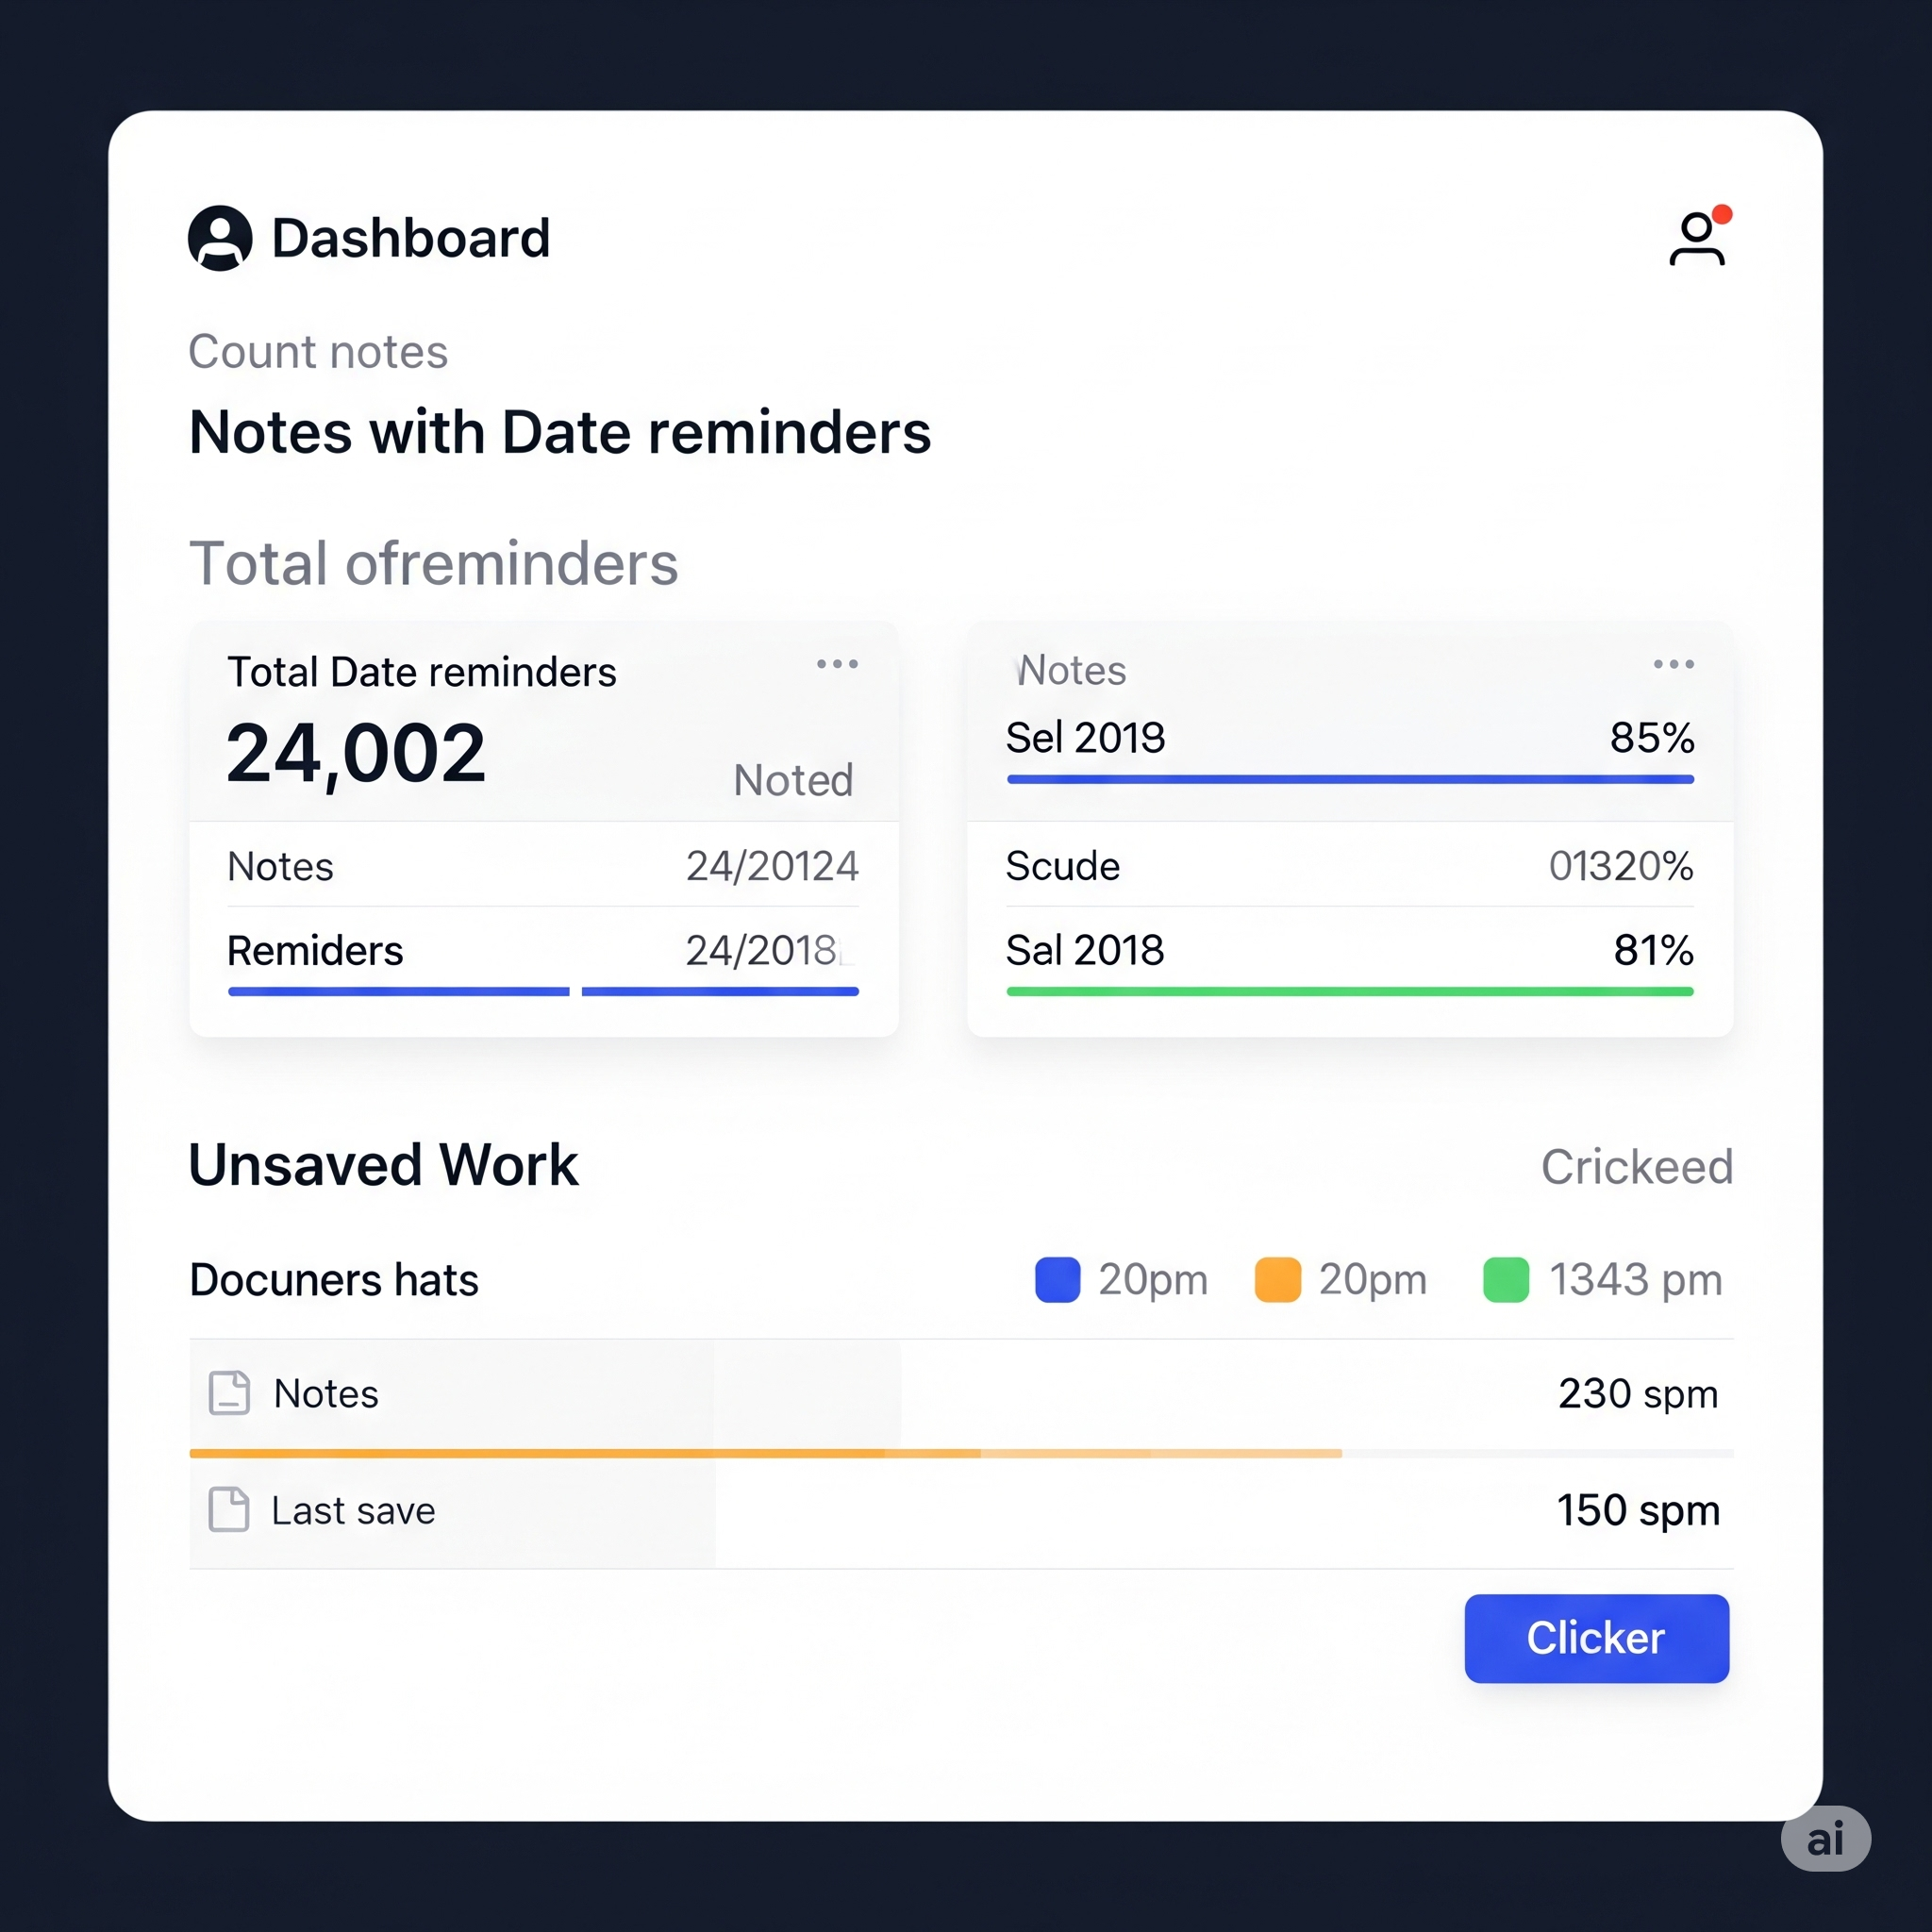 Dashboard
Count notes
Notes with Date reminders
Total ofreminders
Total Date reminders
24,002
Noted
Notes 24/20124
Remiders 24/2018
Notes
Sel 2018 85%
Scude 01320%
Sal 2018 81%
Unsaved Work Crickeed
Docuners hats 20pm 20pm 1343 pm
Notes 230 spm
Last save 150 spm
Clicker
ai